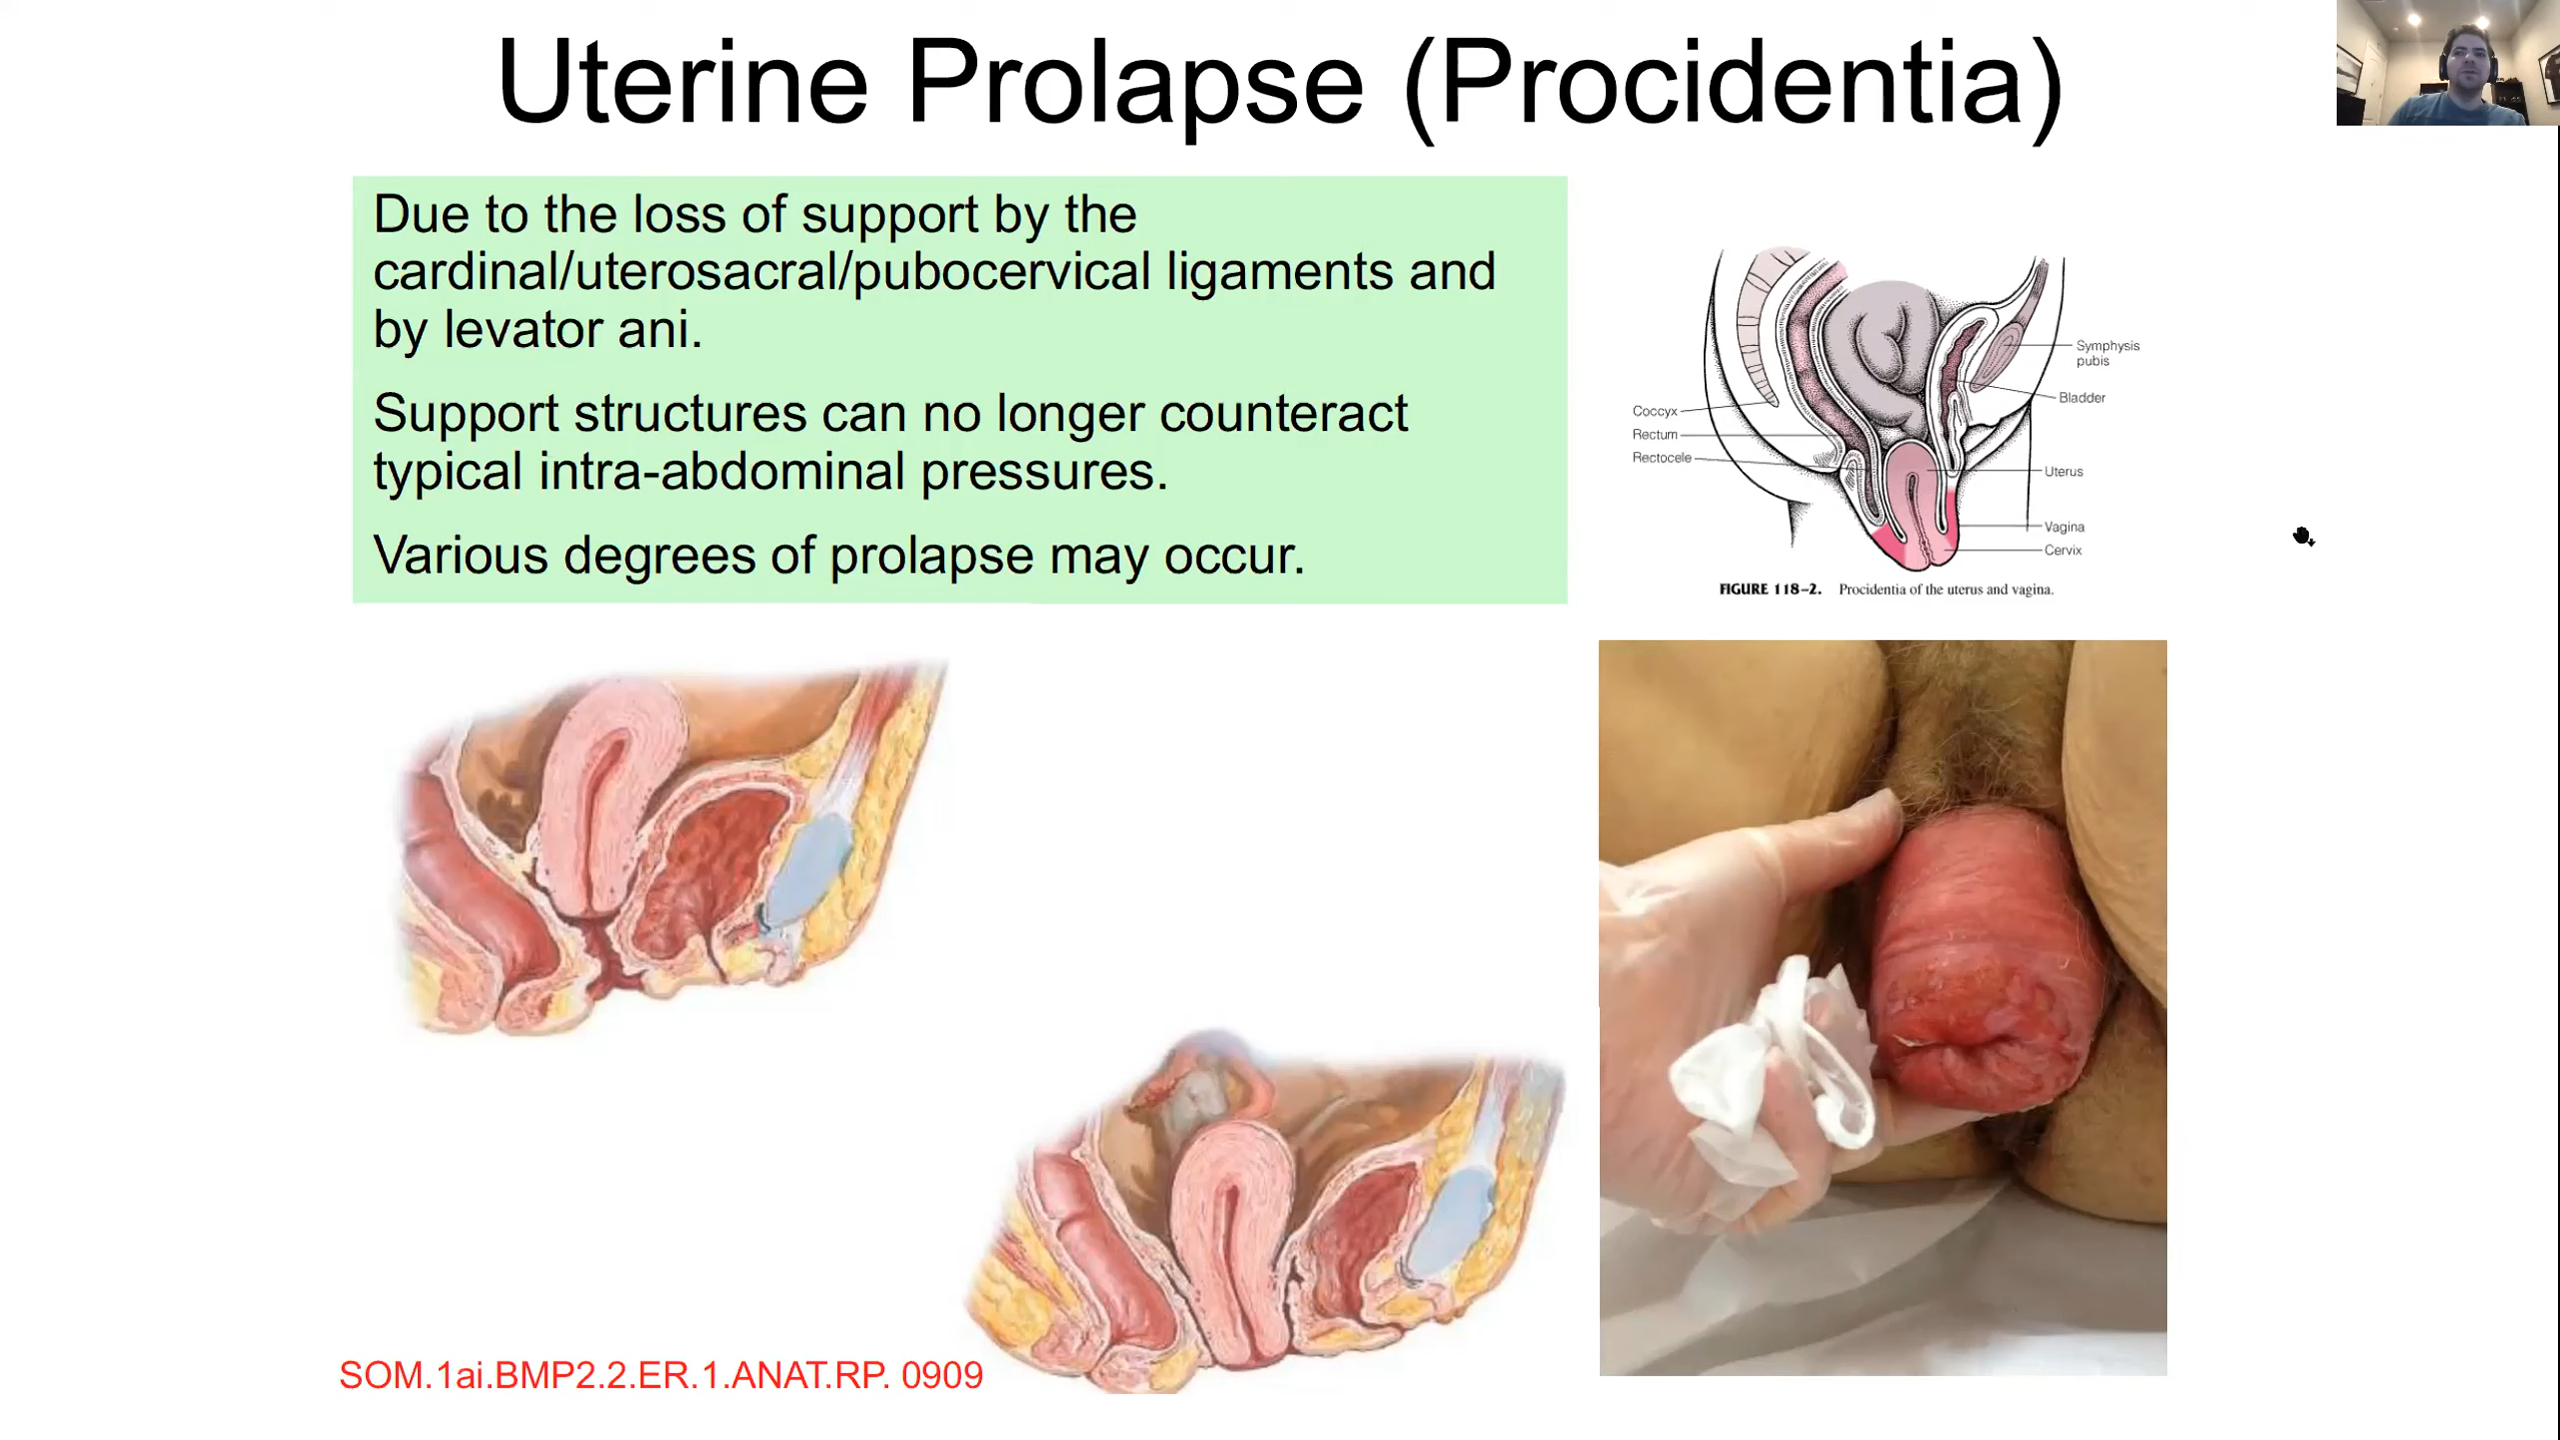 Uterine Prolapse (Procidentia)
Due to the loss of support by the
cardinal/uterosacral/pubocervical ligaments and
by levator ani.
Support structures can no longer counteract
typical intra-abdominal pressures.
Various degrees of prolapse may occur.
Symphysis
pubis
Bladder
Coccyx
Rectum
Rectocele
Uterus
Vagina
Cervix
FIGURE 118–2. Procidentia of the uterus and vagina.
SOM.1ai.BMP2.2.ER.1.ANAT.RP. 0909